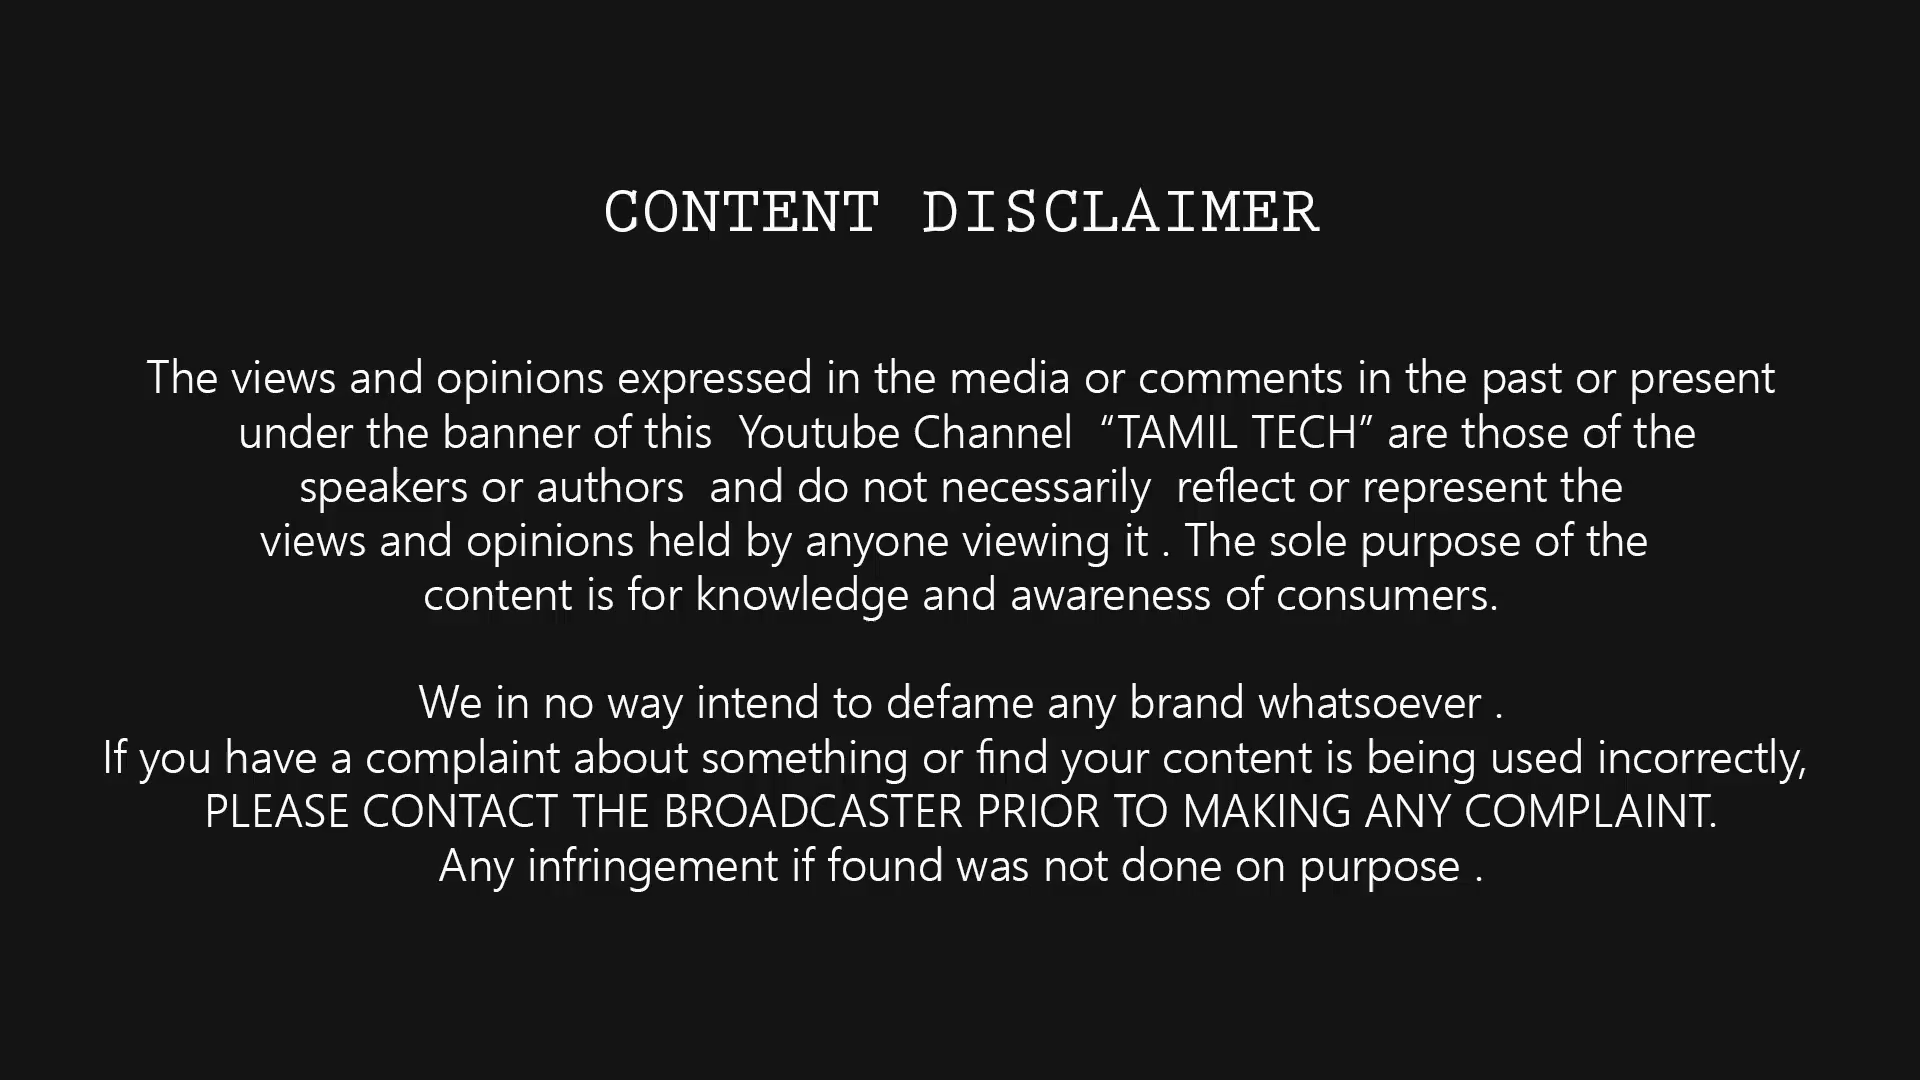 CONTENT DISCLAIMER
The views and opinions expressed in the media or comments in the past or present
under the banner of this  Youtube Channel  “TAMIL TECH” are those of the
speakers or authors  and do not necessarily  reflect or represent the
views and opinions held by anyone viewing it . The sole purpose of the
content is for knowledge and awareness of consumers.
We in no way intend to defame any brand whatsoever .
If you have a complaint about something or find your content is being used incorrectly,
PLEASE CONTACT THE BROADCASTER PRIOR TO MAKING ANY COMPLAINT.
Any infringement if found was not done on purpose .